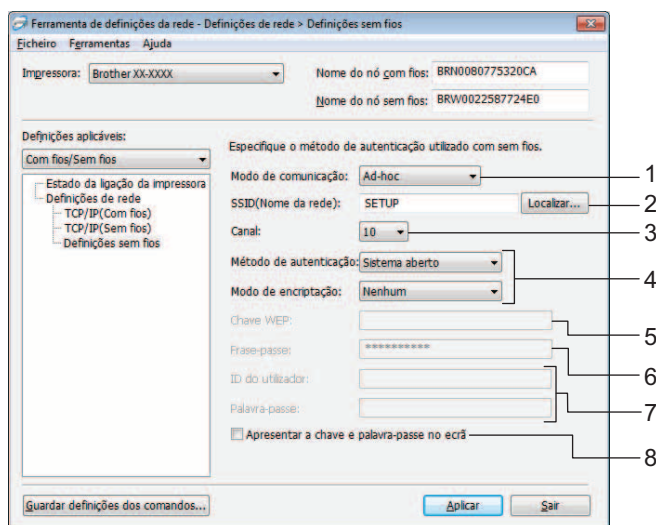 Ferramenta de definições da rede - Definições de rede > Definições sem fios
Ficheiro Ferramentas Ajuda
Impressora: Brother XX-XXXX
Nome do nó com fios: BRN0080775320CA
Nome do nó sem fios: BRW0022587724E0
Definições aplicáveis:
Com fios/Sem fios
Estado da ligação da impressora
Definições de rede
TCP/IP(Com fios)
TCP/IP(Sem fios)
Definições sem fios
Especifique o método de autenticação utilizado com sem fios.
Modo de comunicação: Ad-hoc 1
SSID(Nome da rede): SETUP Localizar... 2
Canal: 10 3
Método de autenticação: Sistema aberto
4
Modo de encriptação: Nenhum
Chave WEP: 5
Frase-passe: ********** 6
ID do utilizador:
7
Palavra-passe:
Apresentar a chave e palavra-passe no ecrã 8
Guardar definições dos comandos... Aplicar Sair